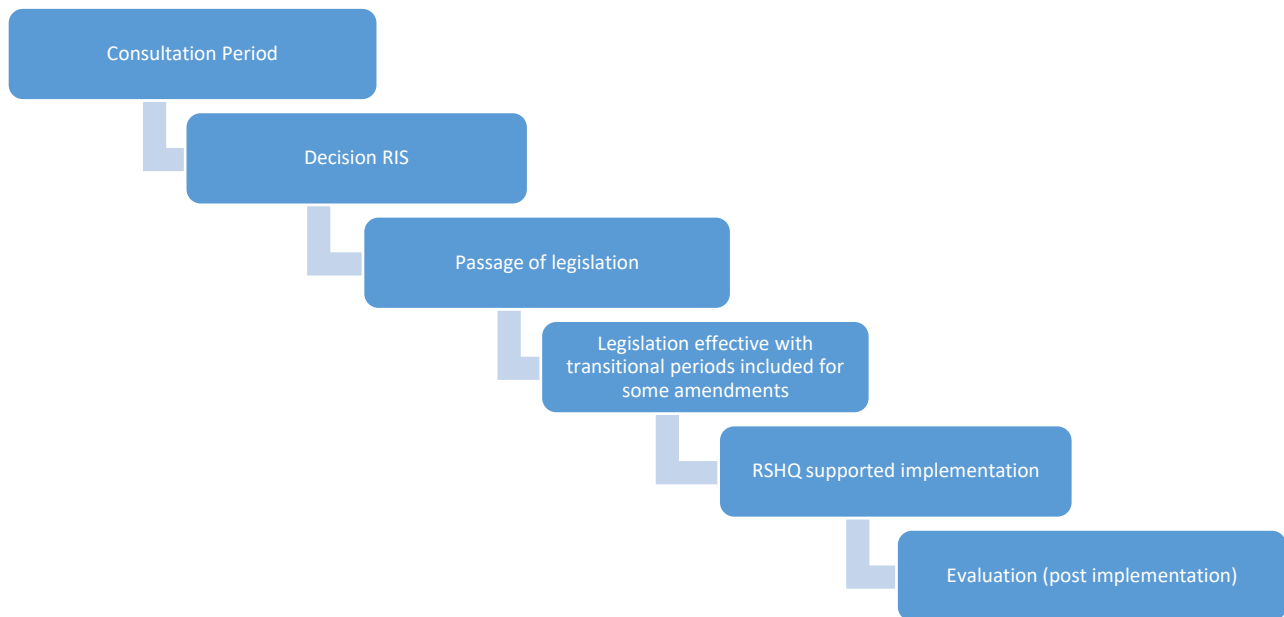 Consultation Period
Decision RIS
Passage of legislation
Legislation effective with
transitional periods included for
some amendments
RSHQ supported implementation
Evaluation (post implementation)